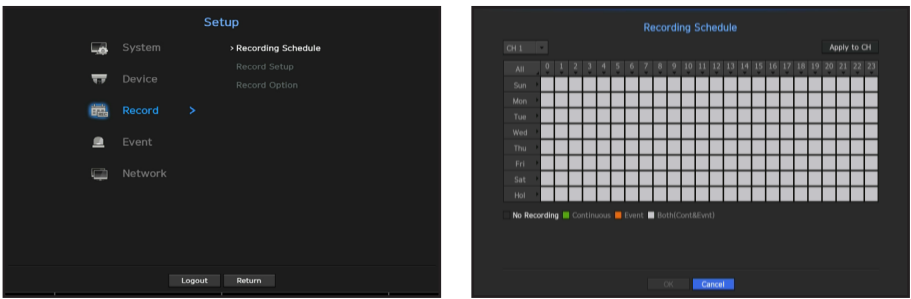 Setup
System
Device
Record >
Event
Network
> Recording Schedule
Record Setup
Record Option
Logout Return
Recording Schedule
CH 1 Apply to CH
All 0 1 2 3 4 5 6 7 8 9 10 11 12 13 14 15 16 17 18 19 20 21 22 23
Sun
Mon
Tue
Wed
Thu
Fri
Sat
Hol
No Recording Continuous Event Both(Cont&Evnt)
OK Cancel